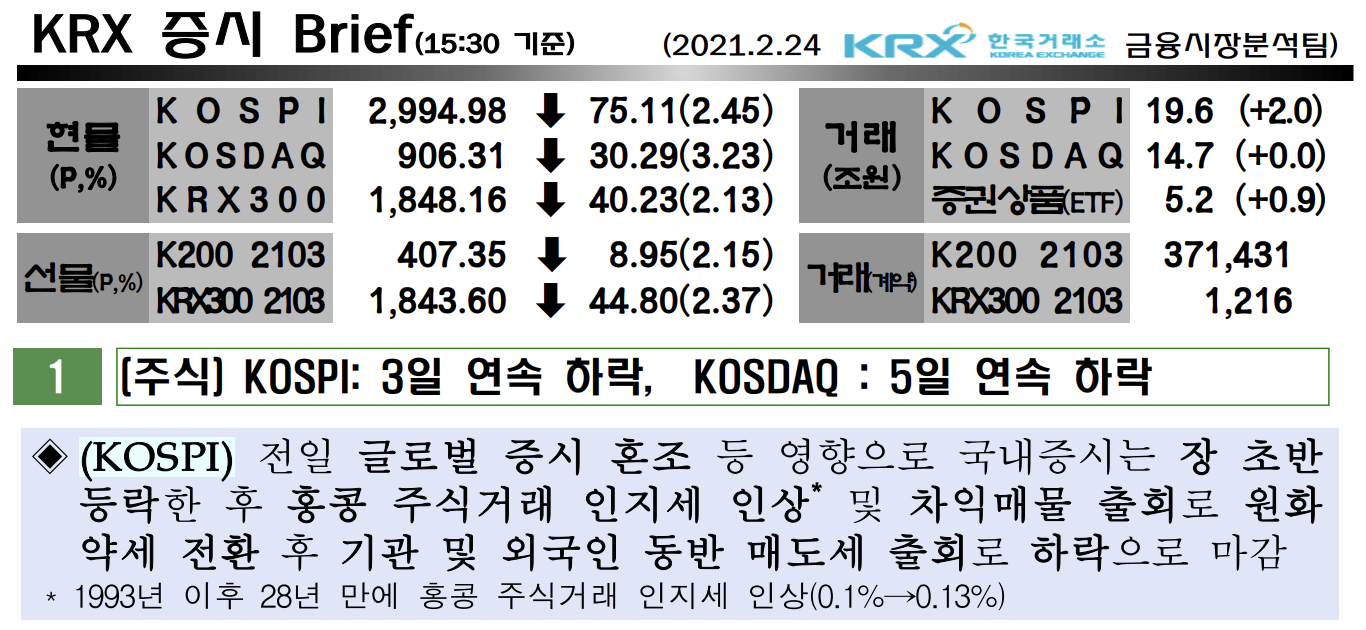 KRX 증시 Brief(15:30 기준) (2021.2.24 KRX 한국거래소 KOREA EXCHANGE 금융시장분석팀)
현물 (P,%)
KOSPI 2,994.98 ⬇ 75.11(2.45)
KOSDAQ 906.31 ⬇ 30.29(3.23)
KRX300 1,848.16 ⬇ 40.23(2.13)
거래 (조원)
KOSPI 19.6 (+2.0)
KOSDAQ 14.7 (+0.0)
증권상품(ETF) 5.2 (+0.9)
선물(P,%)
K200 2103 407.35 ⬇ 8.95(2.15)
KRX300 2103 1,843.60 ⬇ 44.80(2.37)
거래(계약)
K200 2103 371,431
KRX300 2103 1,216
1 [주식] KOSPI: 3일 연속 하락, KOSDAQ : 5일 연속 하락
◈ (KOSPI) 전일 글로벌 증시 혼조 등 영향으로 국내증시는 장 초반
등락한 후 홍콩 주식거래 인지세 인상* 및 차익매물 출회로 원화
약세 전환 후 기관 및 외국인 동반 매도세 출회로 하락으로 마감
* 1993년 이후 28년 만에 홍콩 주식거래 인지세 인상(0.1%→0.13%)